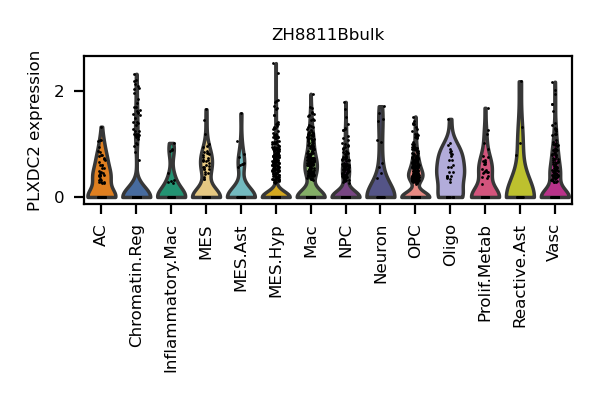 ZH8811Bbulk
PLXDC2 expression
2
0
AC
Chromatin.Reg
Inflammatory.Mac
MES
MES.Ast
MES.Hyp
Mac
NPC
Neuron
OPC
Oligo
Prolif.Metab
Reactive.Ast
Vasc